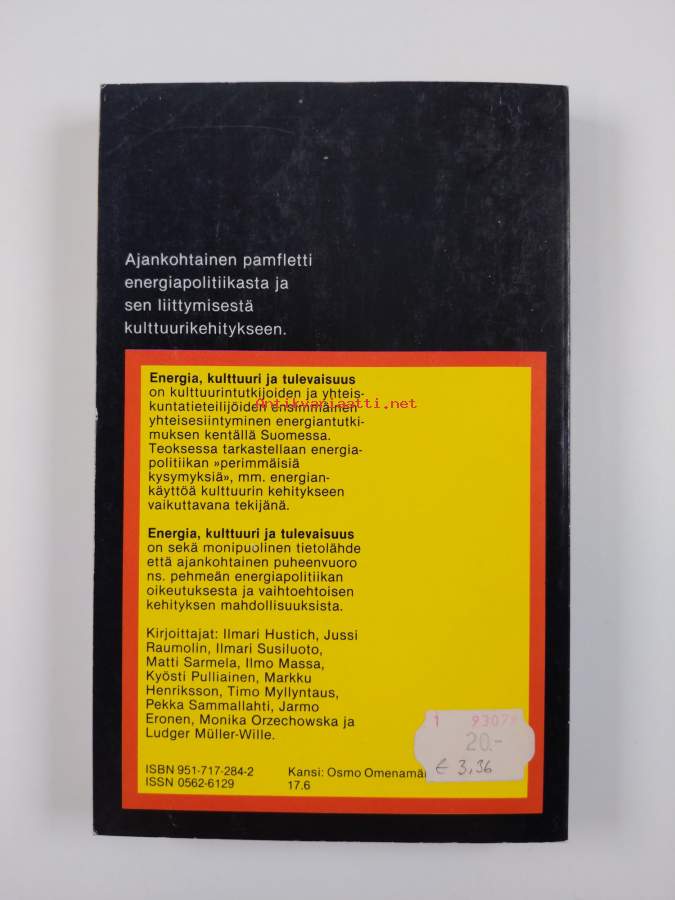 Ajankohtainen pamfletti
energiapolitiikasta ja
sen liittymisestä
kulttuurikehitykseen.
Energia, kulttuuri ja tulevaisuus
on kulttuurintutkijoiden ja yhteis-
kuntatieteilijöiden ensimmäinen
Antikvariaatti.net
yhteisesiintyminen energiantutki-
muksen kentällä Suomessa.
Teoksessa tarkastellaan energia-
politiikan »perimmäisiä
kysymyksiä», mm. energian-
käyttöä kulttuurin kehitykseen
vaikuttavana tekijänä.
Energia, kulttuuri ja tulevaisuus
on sekä monipuolinen tietolähde
että ajankohtainen puheenvuoro
ns. pehmeän energiapolitiikan
oikeutuksesta ja vaihtoehtoisen
kehityksen mahdollisuuksista.
Kirjoittajat: Ilmari Hustich, Jussi
Raumolin, Ilmari Susiluoto,
Matti Sarmela, Ilmo Massa,
Kyösti Pulliainen, Markku
Henriksson, Timo Myllyntaus,
Pekka Sammallahti, Jarmo
Eronen, Monika Orzechowska ja
Ludger Müller-Wille.
1 9307
20.-
€ 3,36
ISBN 951-717-284-2 Kansi: Osmo Omenamäk
ISSN 0562-6129 17.6